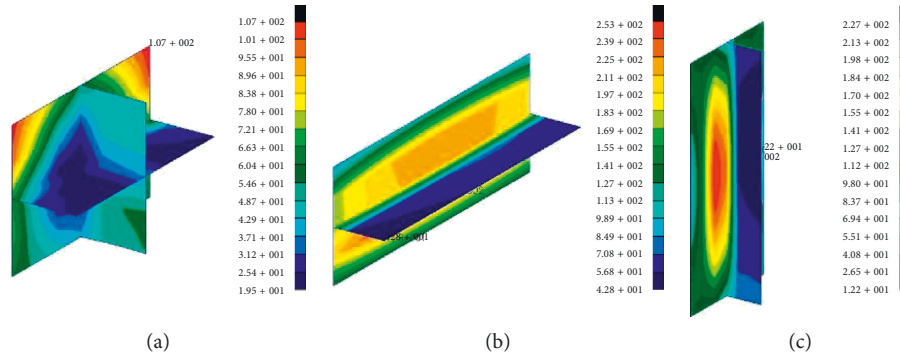 1.07 + 002
1.07 + 002
1.01 + 002
9.55 + 001
8.96 + 001
8.38 + 001
7.80 + 001
7.21 + 001
6.63 + 001
6.04 + 001
5.46 + 001
4.87 + 001
4.29 + 001
3.71 + 001
3.12 + 001
2.54 + 001
1.95 + 001
(a)
2.53 + 002
2.39 + 002
2.25 + 002
2.11 + 002
1.97 + 002
1.83 + 002
1.69 + 002
1.55 + 002
1.41 + 002
1.27 + 002
1.13 + 002
9.89 + 001
8.49 + 001
7.08 + 001
5.68 + 001
4.28 + 001
(b)
2.27 + 002
2.13 + 002
1.98 + 002
1.84 + 002
1.70 + 002
1.55 + 002
1.41 + 002
1.27 + 002
1.12 + 002
9.80 + 001
8.37 + 001
6.94 + 001
5.51 + 001
4.08 + 001
2.65 + 001
1.22 + 001
22 + 001
002
(c)